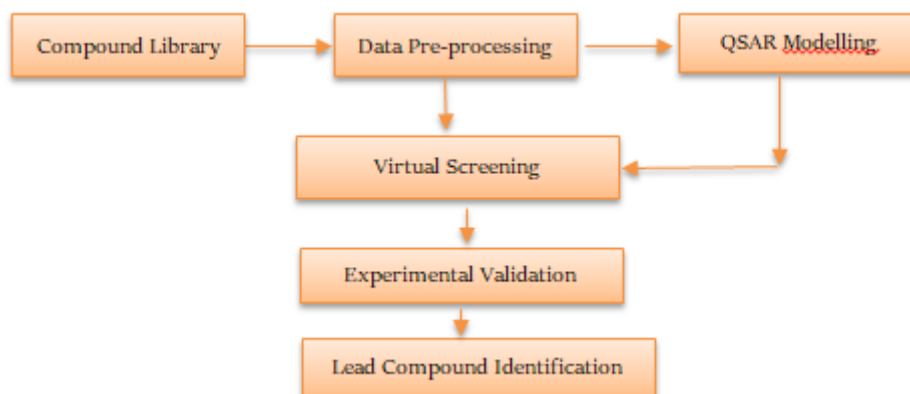 Compound Library
Data Pre-processing
QSAR Modelling
Virtual Screening
Experimental Validation
Lead Compound Identification